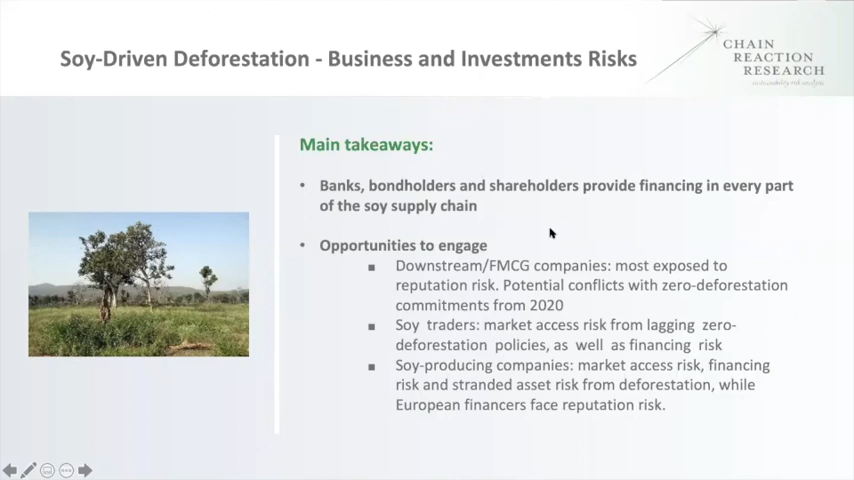 Soy-Driven Deforestation - Business and Investments Risks
CHAIN
REACTION
RESEARCH
sustainability risk analysis
Main takeaways:
• Banks, bondholders and shareholders provide financing in every part
of the soy supply chain
• Opportunities to engage
■ Downstream/FMCG companies: most exposed to
reputation risk. Potential conflicts with zero-deforestation
commitments from 2020
■ Soy traders: market access risk from lagging zero-
deforestation policies, as well as financing risk
■ Soy-producing companies: market access risk, financing
risk and stranded asset risk from deforestation, while
European financers face reputation risk.